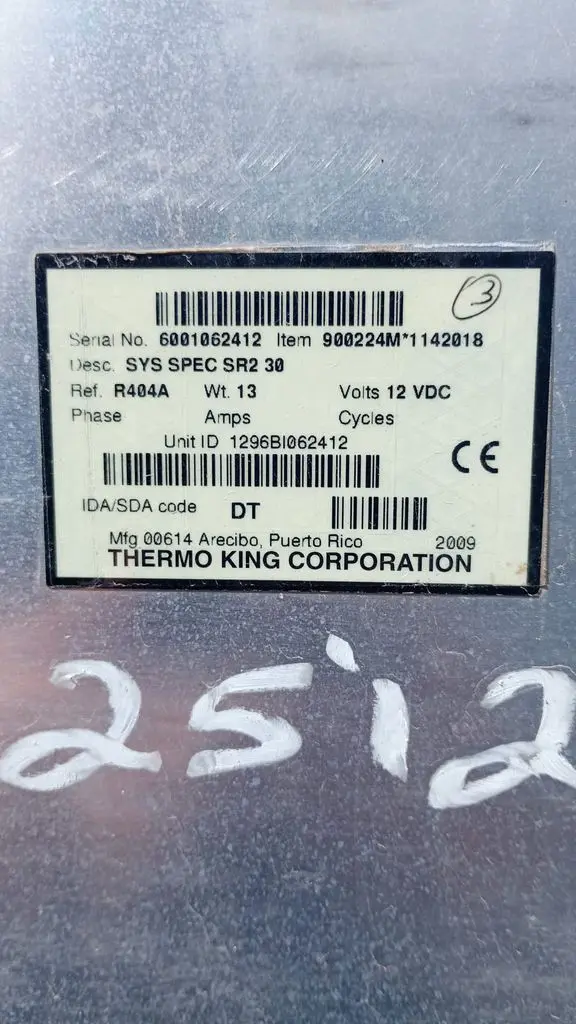 3
Serial No. 6001062412 Item 900224M*1142018
Desc. SYS SPEC SR2 30
Ref. R404A Wt. 13 Volts 12 VDC
Phase Amps Cycles
Unit ID 1296BI062412
CE
IDA/SDA code DT
Mfg 00614 Arecibo, Puerto Rico 2009
THERMO KING CORPORATION
2512